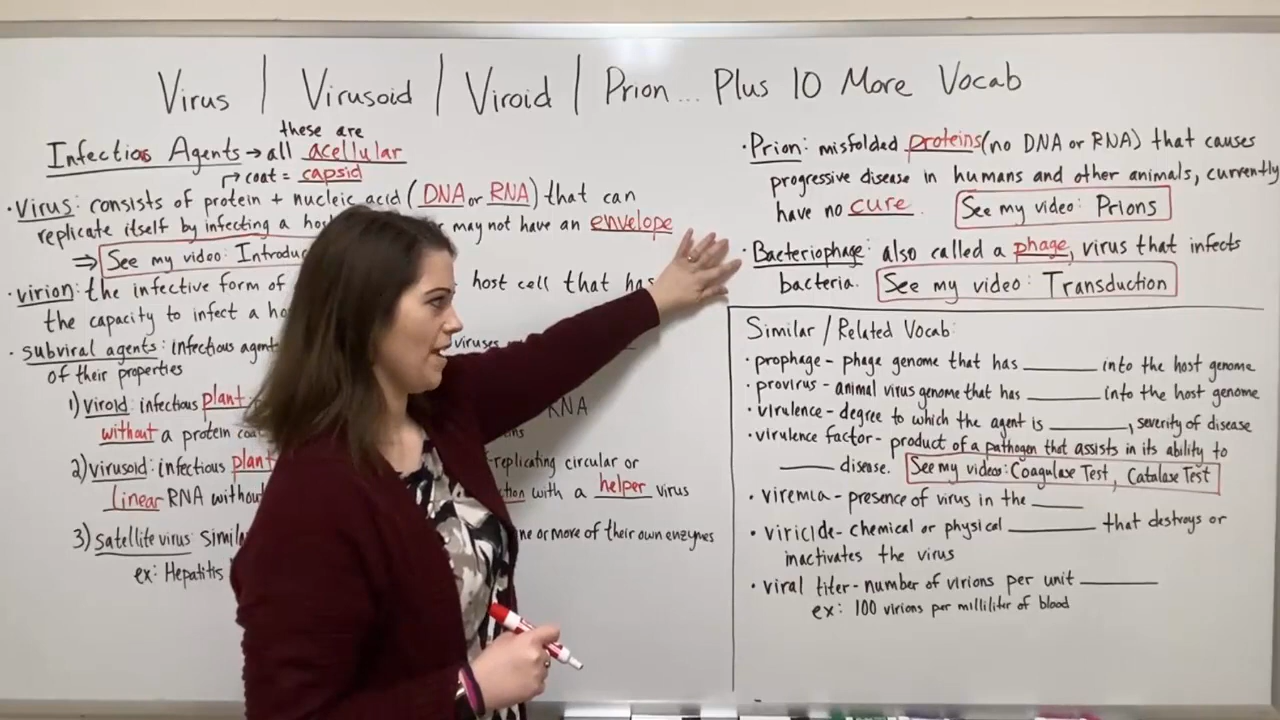 Virus | Virusoid | Viroid | Prion... Plus 10 More Vocab
Infectios Agents → all acellular
these are
coat = capsid
· Virus: consists of protein + nucleic acid (DNA or RNA) that can
replicate itself by infecting a may not have an envelope
⇒ See my video:
· virion: the infective form of host cell that has
the capacity to infect a
· subviral agents: infectious viruses
of their properties
1) viroid: infectious plant RNA
without a protein
2) virusoid: infectious plant -replicating circular or
linear RNA with a helper virus
3) satellite virus: or more of their own enzymes
ex: Hepatitis
· Prion: misfolded proteins (no DNA or RNA) that causes
progressive disease in humans and other animals, currently
have no cure. See my video: Prions
· Bacteriophage: also called a phage, virus that infects
bacteria. See my video: Transduction
Similar / Related Vocab:
· prophage - phage genome that has ______ into the host genome
· provirus - animal virus genome that has ______ into the host genome
· virulence - degree to which the agent is ______, severity of disease
· virulence factor - product of a pathogen that assists in its ability to
______ disease. See my video: Coagulase Test, Catalase Test
· viremia - presence of virus in the ______
· viricide - chemical or physical ______ that destroys or
inactivates the virus
· viral titer - number of virions per unit ______
ex: 100 virions per milliliter of blood